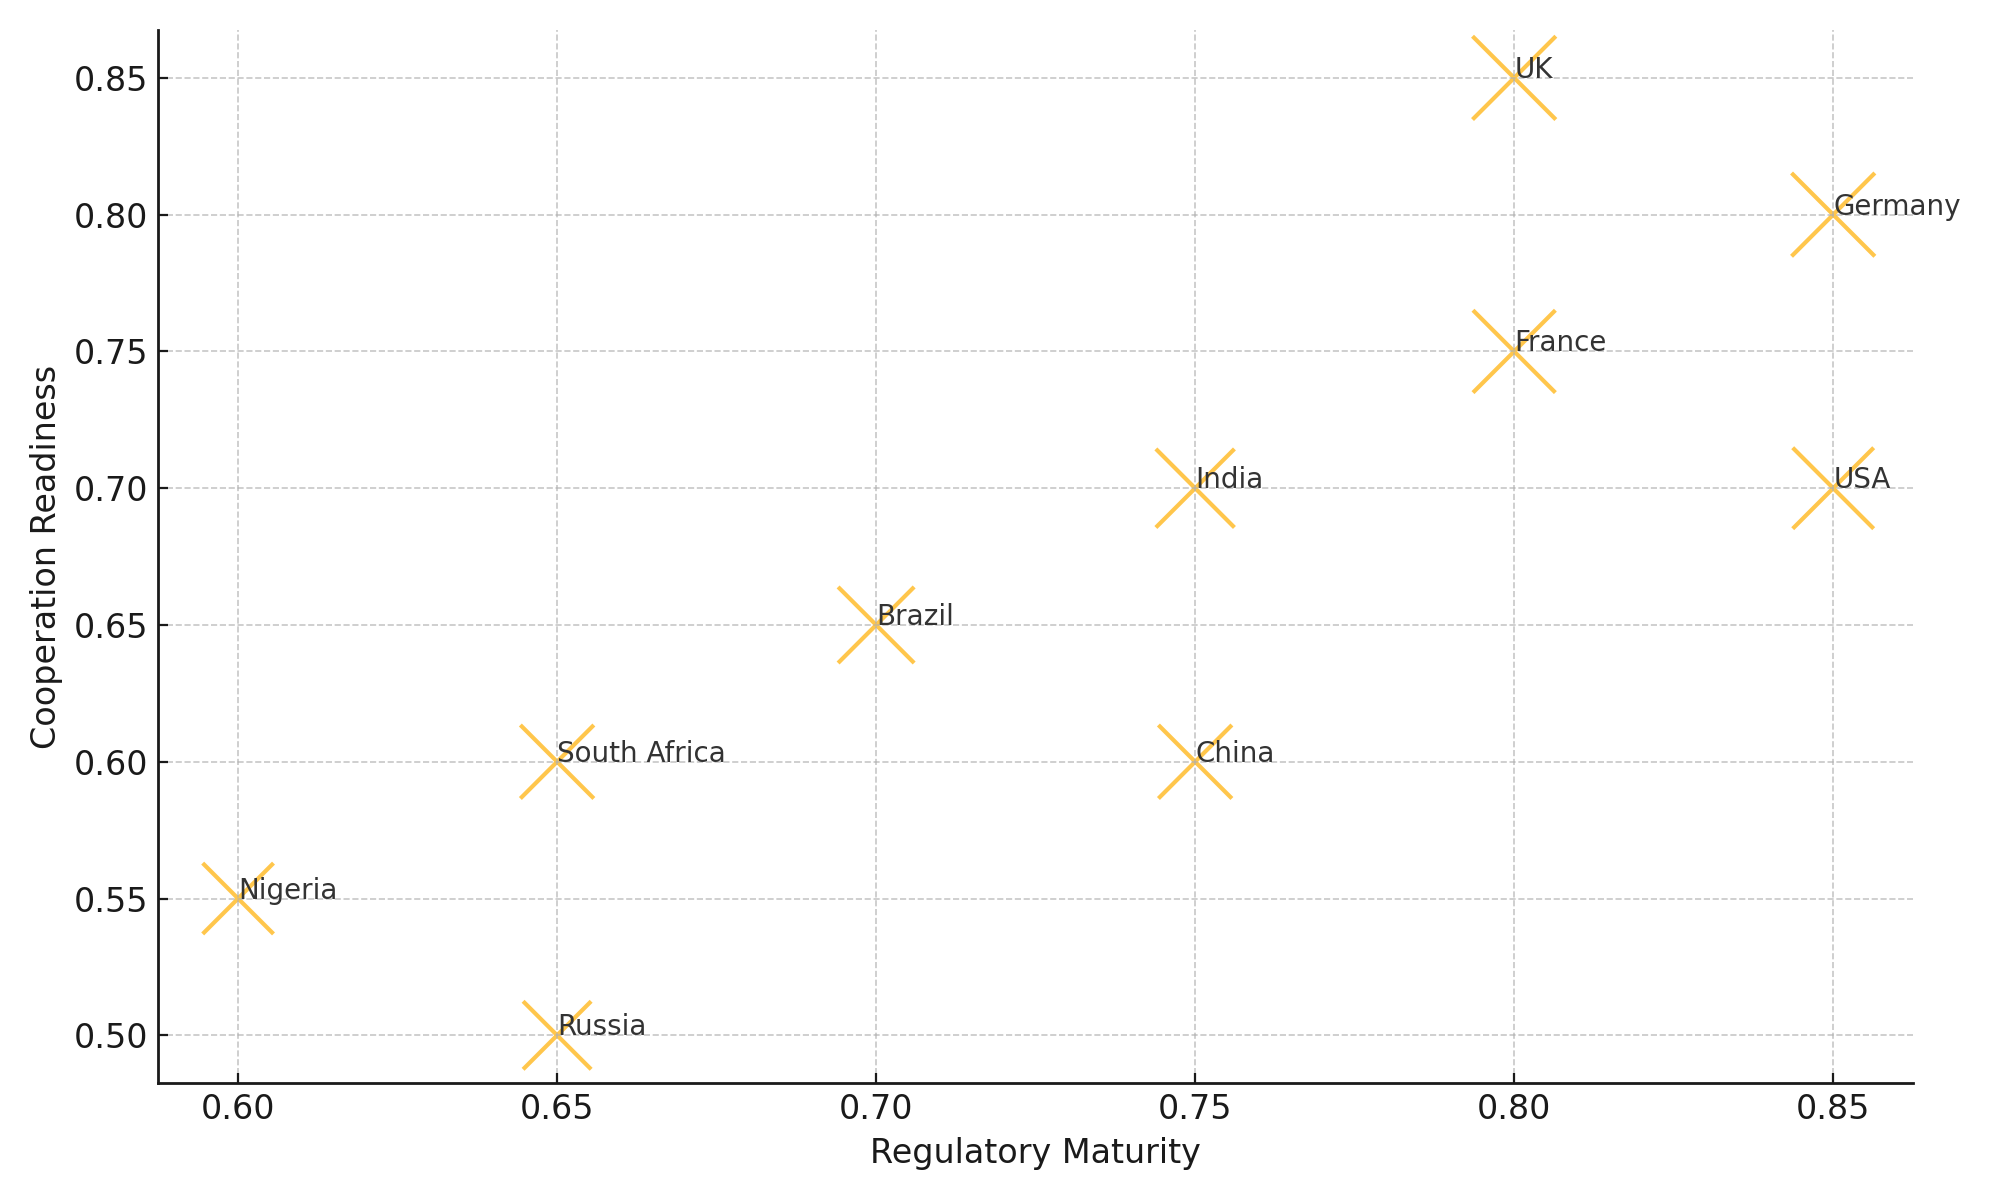 0.85
0.80
0.75
0.70
0.65
0.60
0.55
0.50
Cooperation Readiness
UK
Germany
France
India
USA
Brazil
South Africa
China
Nigeria
Russia
0.60 0.65 0.70 0.75 0.80 0.85
Regulatory Maturity